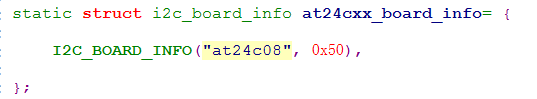 static struct i2c_board_info at24cxx_board_info= {
I2C_BOARD_INFO("at24c08", 0x50),
};